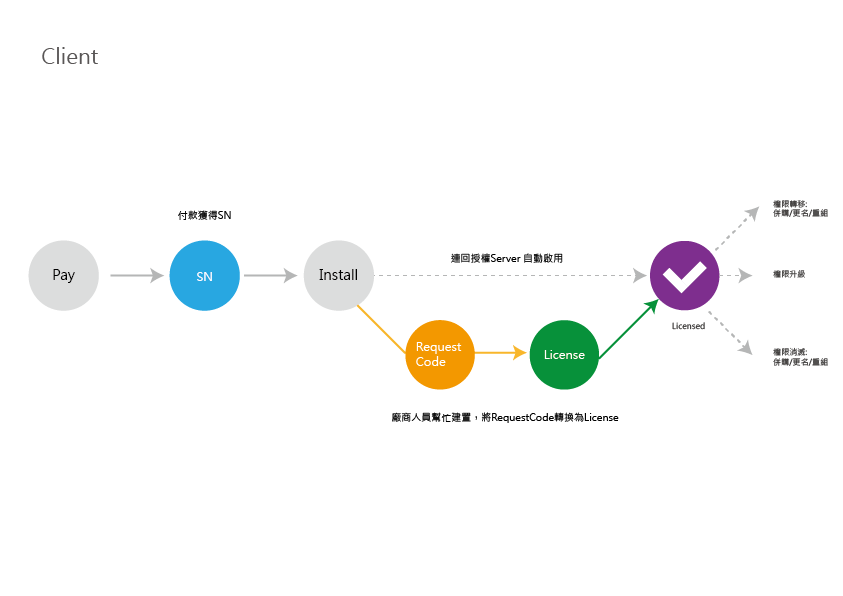 Client
付款獲得SN
Pay
SN
Install
連回授權Server 自動啟用
Request
Code
License
Licensed
權限轉移:
併購/更名/重組
權限升級
權限消滅:
併購/更名/重組
廠商人員幫忙建置，將RequestCode轉換為License